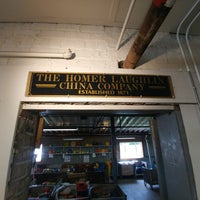 THE HOMER LAUGHLIN
CHINA COMPANY
ESTABLISHED 1871